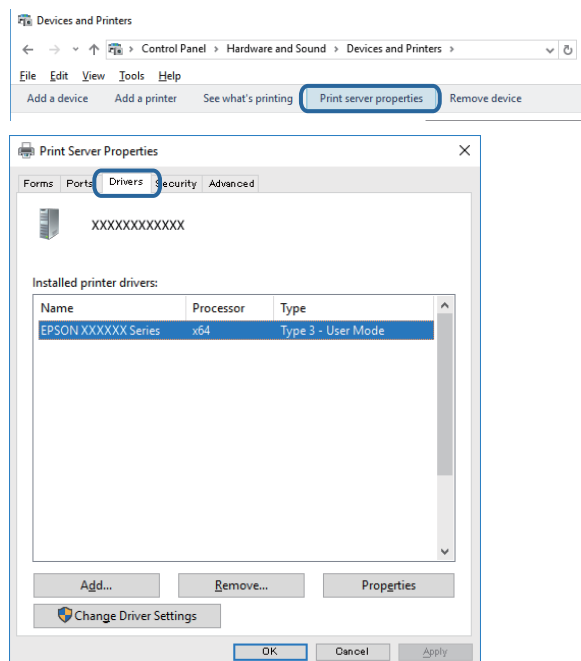 Devices and Printers
Control Panel > Hardware and Sound > Devices and Printers >
File Edit View Tools Help
Add a device Add a printer See what's printing Print server properties Remove device
Print Server Properties
Forms Ports Drivers Security Advanced
XXXXXXXXXXXX
Installed printer drivers:
Name Processor Type
EPSON XXXXXX Series x64 Type 3 - User Mode
Add... Remove... Properties
Change Driver Settings
OK Cancel Apply